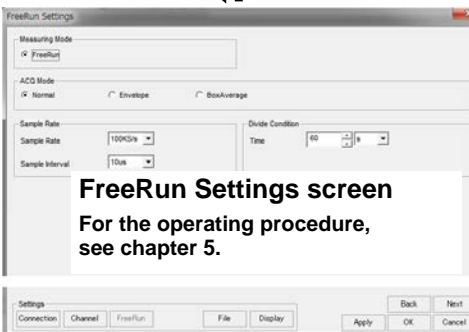 FreeRun Settings
Measuring Mode
FreeRun
ACQ Mode
Normal Envelope BoxAverage
Sample Rate Divide Condition
Sample Rate 100KS/s Time 60 s
Sample Interval 10us
FreeRun Settings screen
For the operating procedure,
see chapter 5.
Settings Back Next
Connection Channel FreeRun File Display Apply OK Cancel